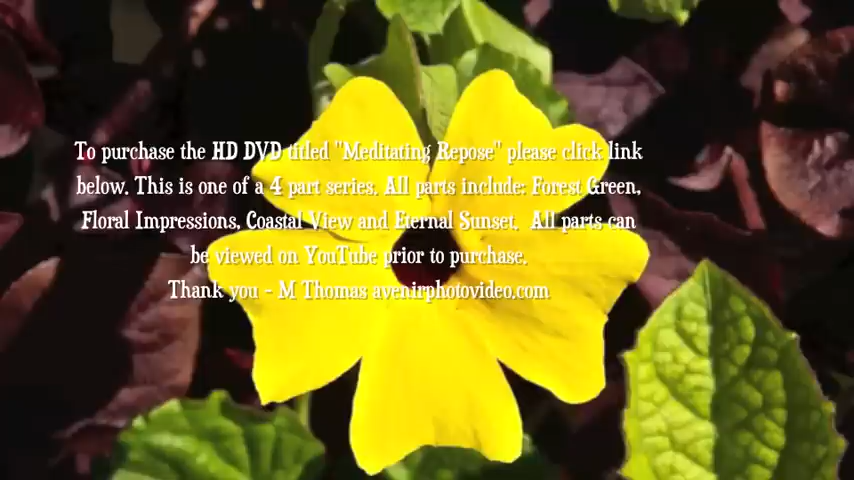 To purchase the HD DVD titled "Meditating Repose" please click link
below. This is one of a 4 part series. All parts include: Forest Green,
Floral Impressions, Coastal View and Eternal Sunset. All parts can
be viewed on YouTube prior to purchase.
Thank you - M Thomas avenirphotovideo.com